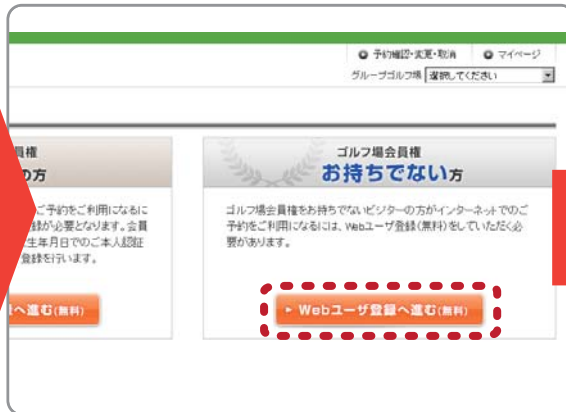 予約確認・変更・取消 マイページ
グループゴルフ場 選択してください
員権
の方
ご予約をご利用になるに
録が必要となります。会員
生年月日でのご本人認証
登録を行います。
へ進む(無料)
ゴルフ場会員権
お持ちでない方
ゴルフ場会員権をお持ちでないビジターの方がインターネットでのご
予約をご利用になるには、Webユーザ登録(無料)をしていただく必
要があります。
Webユーザ登録へ進む(無料)